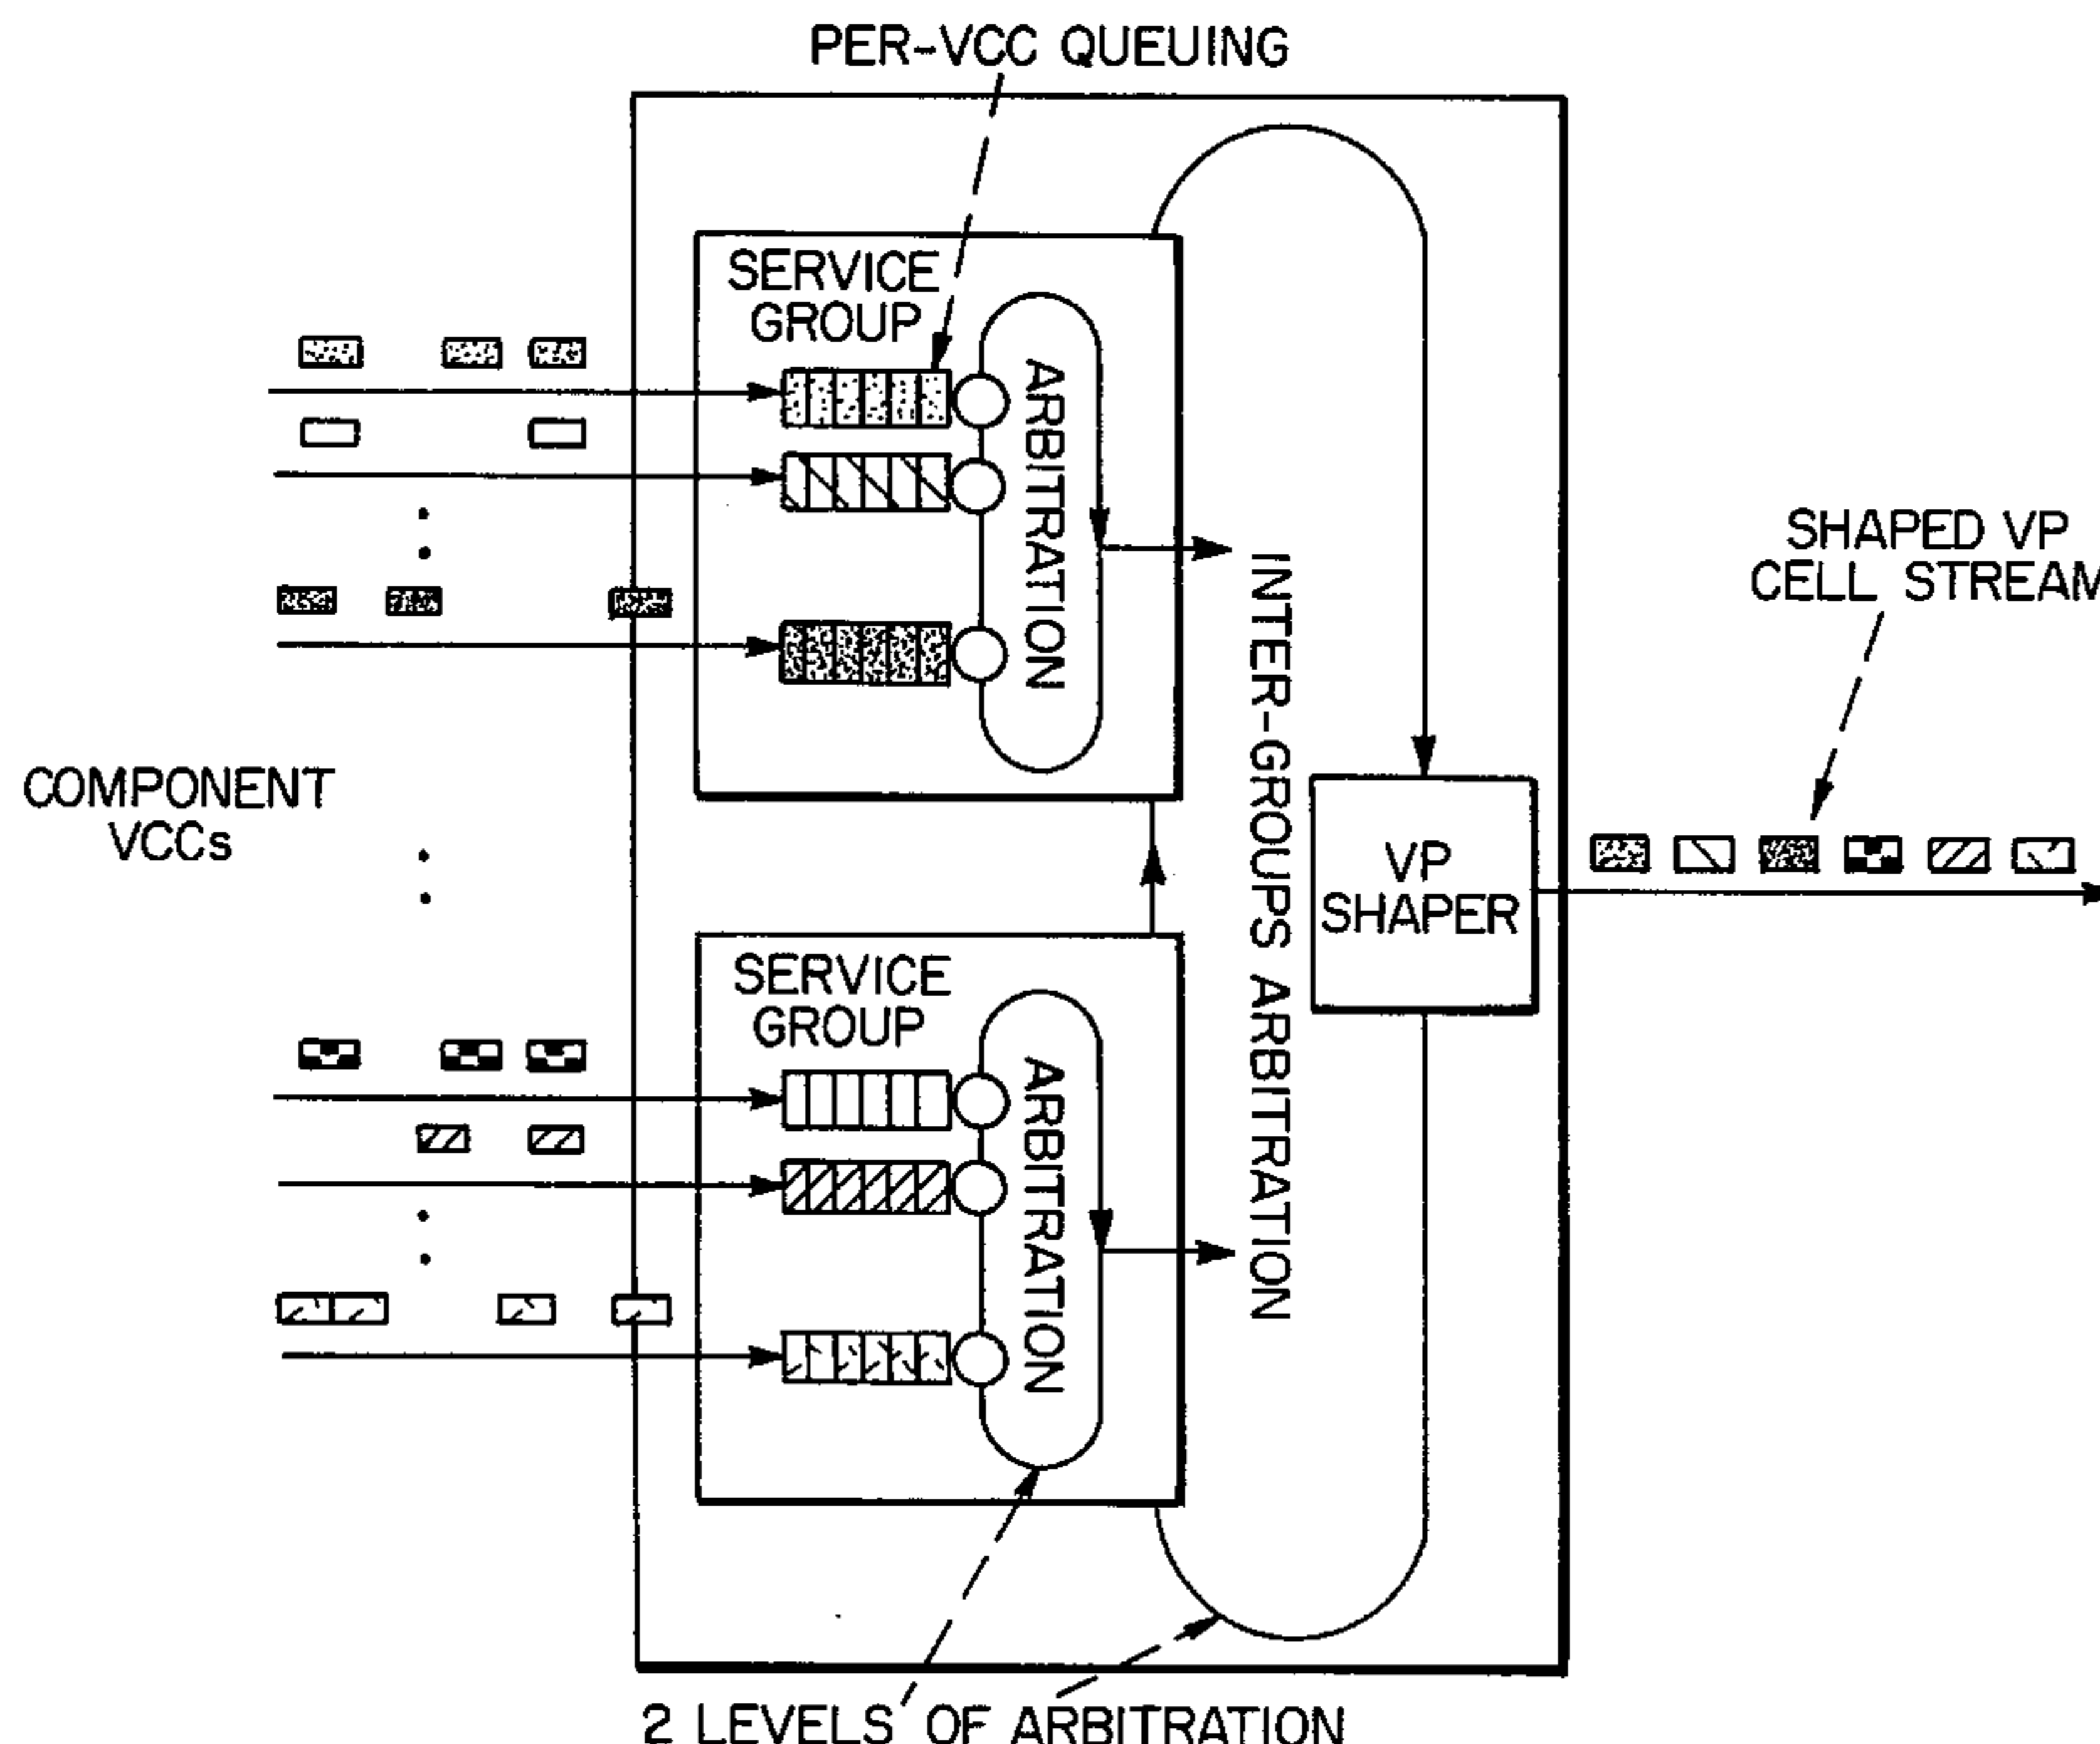 PER-VCC QUEUING
SERVICE
GROUP
ARBITRATION
INTER-GROUPS ARBITRATION
SHAPED VP
CELL STREAM
COMPONENT
VCCs
VP
SHAPER
SERVICE
GROUP
ARBITRATION
2 LEVELS OF ARBITRATION